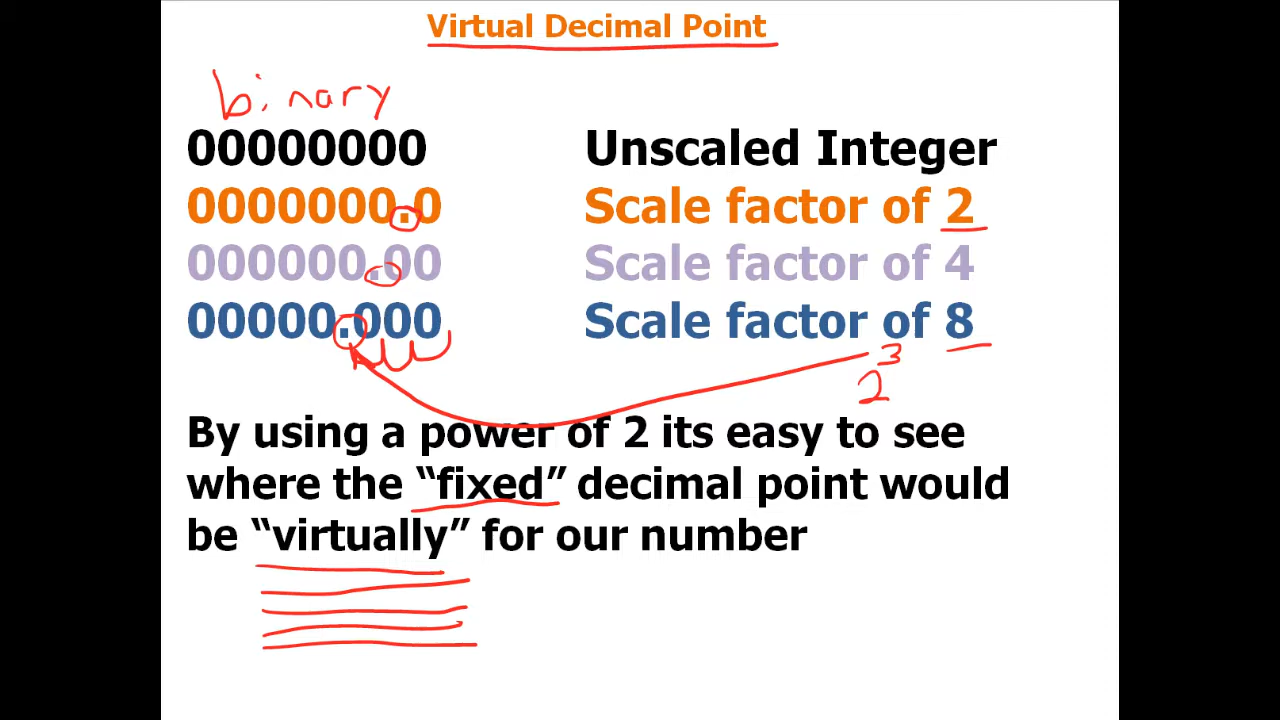 Virtual Decimal Point
binary
00000000 Unscaled Integer
0000000.0 Scale factor of 2
000000.00 Scale factor of 4
00000.000 Scale factor of 8
3
2
By using a power of 2 its easy to see
where the “fixed” decimal point would
be “virtually” for our number